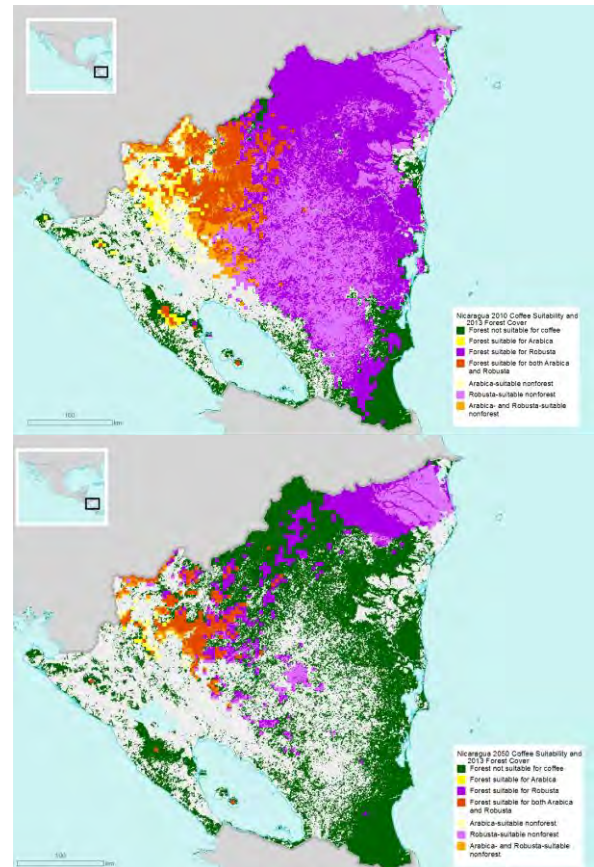 Nicaragua 2010 Coffee Suitability and
2013 Forest Cover
Forest not suitable for coffee
Forest suitable for Arabica
Forest suitable for Robusta
Forest suitable for both Arabica
and Robusta
Arabica-suitable nonforest
Robusta-suitable nonforest
Arabica- and Robusta-suitable
nonforest
100
km
Nicaragua 2050 Coffee Suitability and
2013 Forest Cover
Forest not suitable for coffee
Forest suitable for Arabica
Forest suitable for Robusta
Forest suitable for both Arabica
and Robusta
Arabica-suitable nonforest
Robusta-suitable nonforest
Arabica- and Robusta-suitable
nonforest
100
km